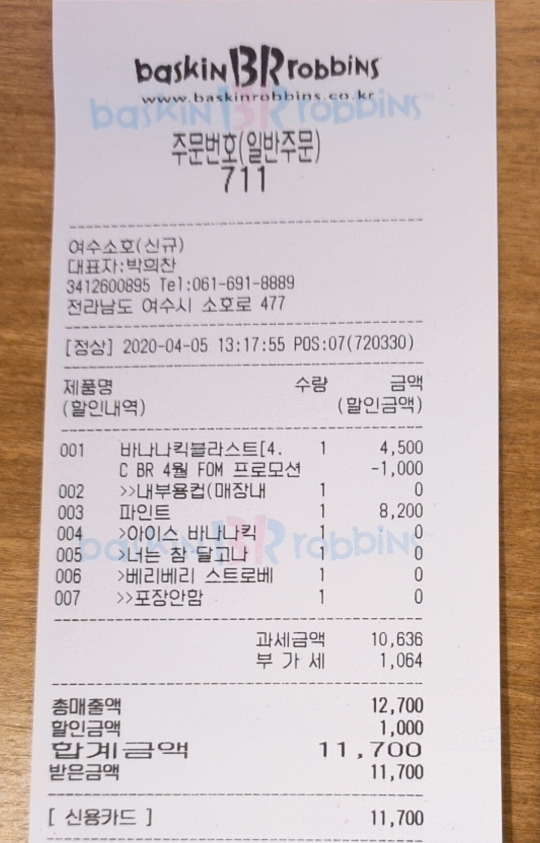 baskin BR robbins
www.baskinrobbins.co.kr
baskin BR robbins
주문번호(일반주문)
711
여수소호(신규)
대표자:박희찬
3412600895 Tel:061-691-8889
전라남도 여수시 소호로 477
[정상] 2020-04-05 13:17:55 POS:07(720330)
제품명 수량 금액
(할인내역) (할인금액)
001 바나나킥블라스트[4. 1 4,500
C BR 4월 FOM 프로모션 -1,000
002 >>내부용컵(매장내 1 0
003 파인트 1 8,200
004 >아이스 바나나킥 1 0
baskin BR robbins
005 >너는 참 달고나 1 0
006 >베리베리 스트로베 1 0
007 >>포장안함 1 0
과세금액 10,636
부 가 세 1,064
총매출액 12,700
할인금액 1,000
합계금액 11,700
받은금액 11,700
[ 신용카드 ] 11,700